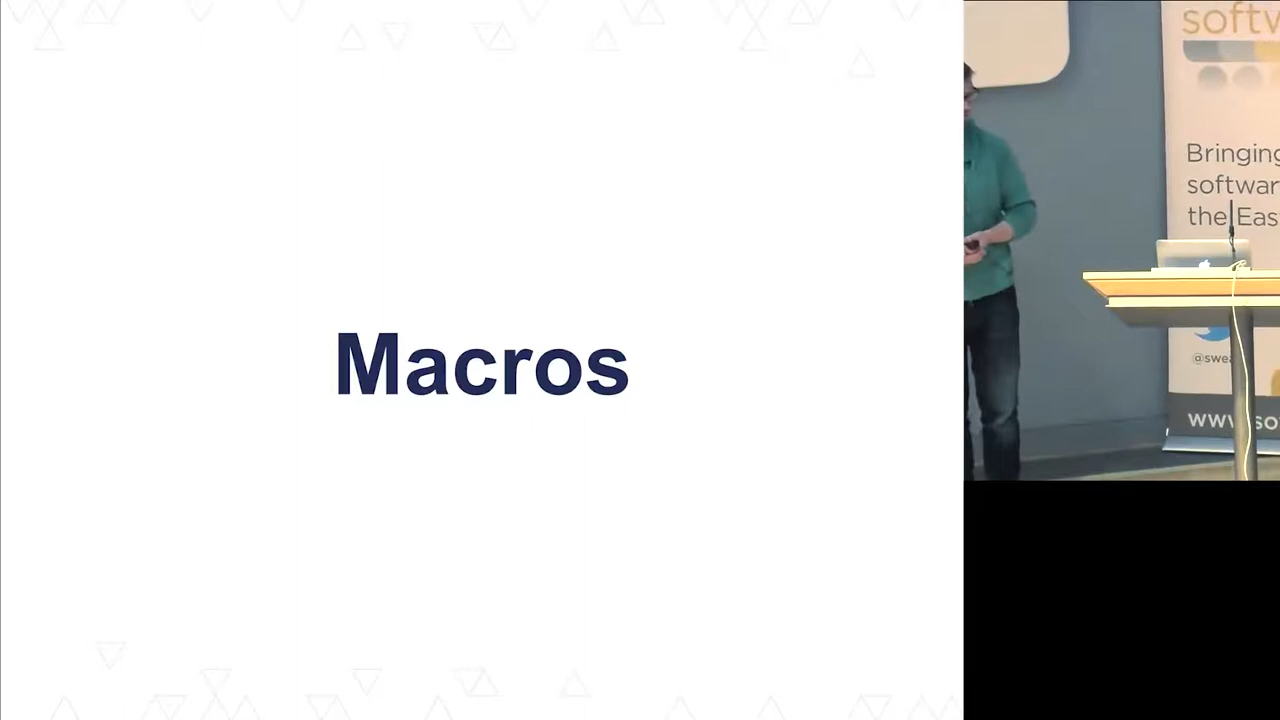 Macros
softw
Bringing
softwar
the Eas
@swea
www.so